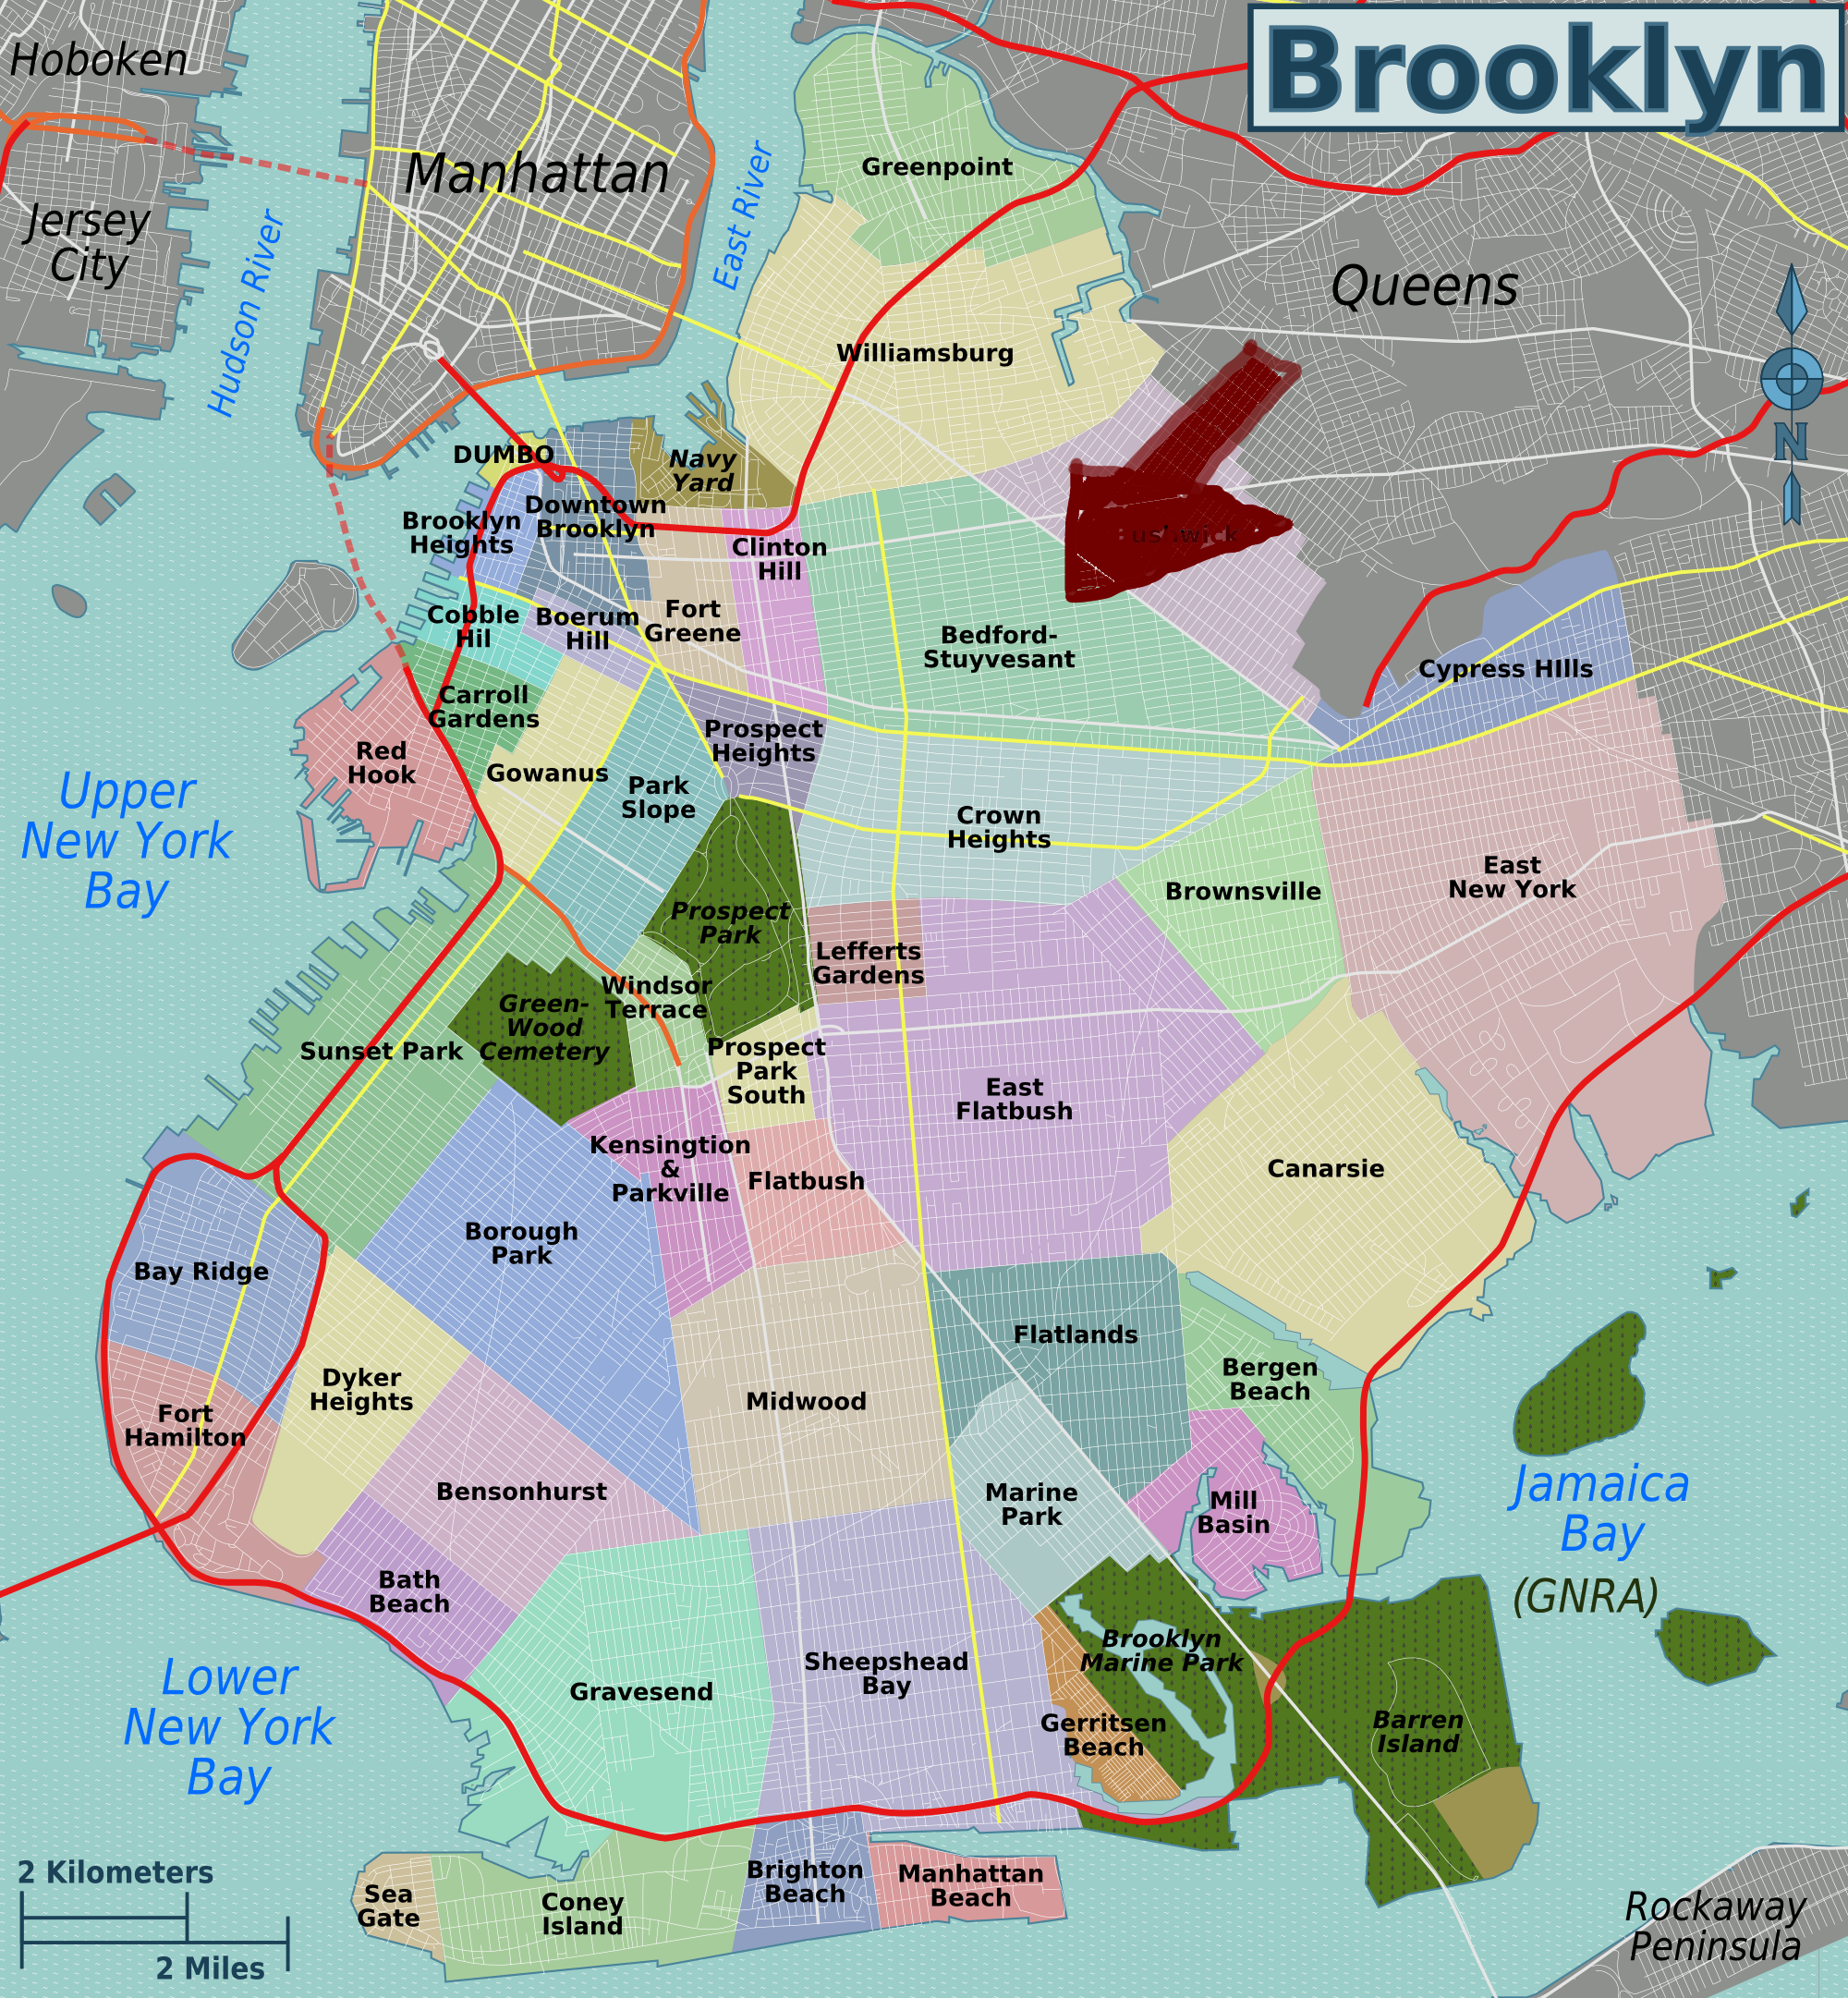 Brooklyn
Hoboken
Manhattan
Jersey
City
Hudson River
East River
Greenpoint
Queens
Williamsburg
N
DUMBO
Navy
Yard
Brooklyn
Heights
Downtown
Brooklyn
Clinton
Hill
Cobble
Hil
Boerum
Hill
Fort
Greene
Bedford-
Stuyvesant
Cypress HIlls
Carroll
Gardens
Red
Hook
Prospect
Heights
Gowanus
Park
Slope
Upper
New York
Bay
Crown
Heights
Brownsville
East
New York
Prospect
Park
Lefferts
Gardens
Windsor
Terrace
Green-
Wood
Cemetery
Sunset Park
Prospect
Park
South
East
Flatbush
Kensington
&
Parkville
Flatbush
Canarsie
Borough
Park
Bay Ridge
Flatlands
Bergen
Beach
Dyker
Heights
Midwood
Fort
Hamilton
Bensonhurst
Marine
Park
Mill
Basin
Jamaica
Bay
(GNRA)
Bath
Beach
Brooklyn
Marine Park
Sheepshead
Bay
Gravesend
Gerritsen
Beach
Barren
Island
Lower
New York
Bay
2 Kilometers
2 Miles
Sea
Gate
Coney
Island
Brighton
Beach
Manhattan
Beach
Rockaway
Peninsula